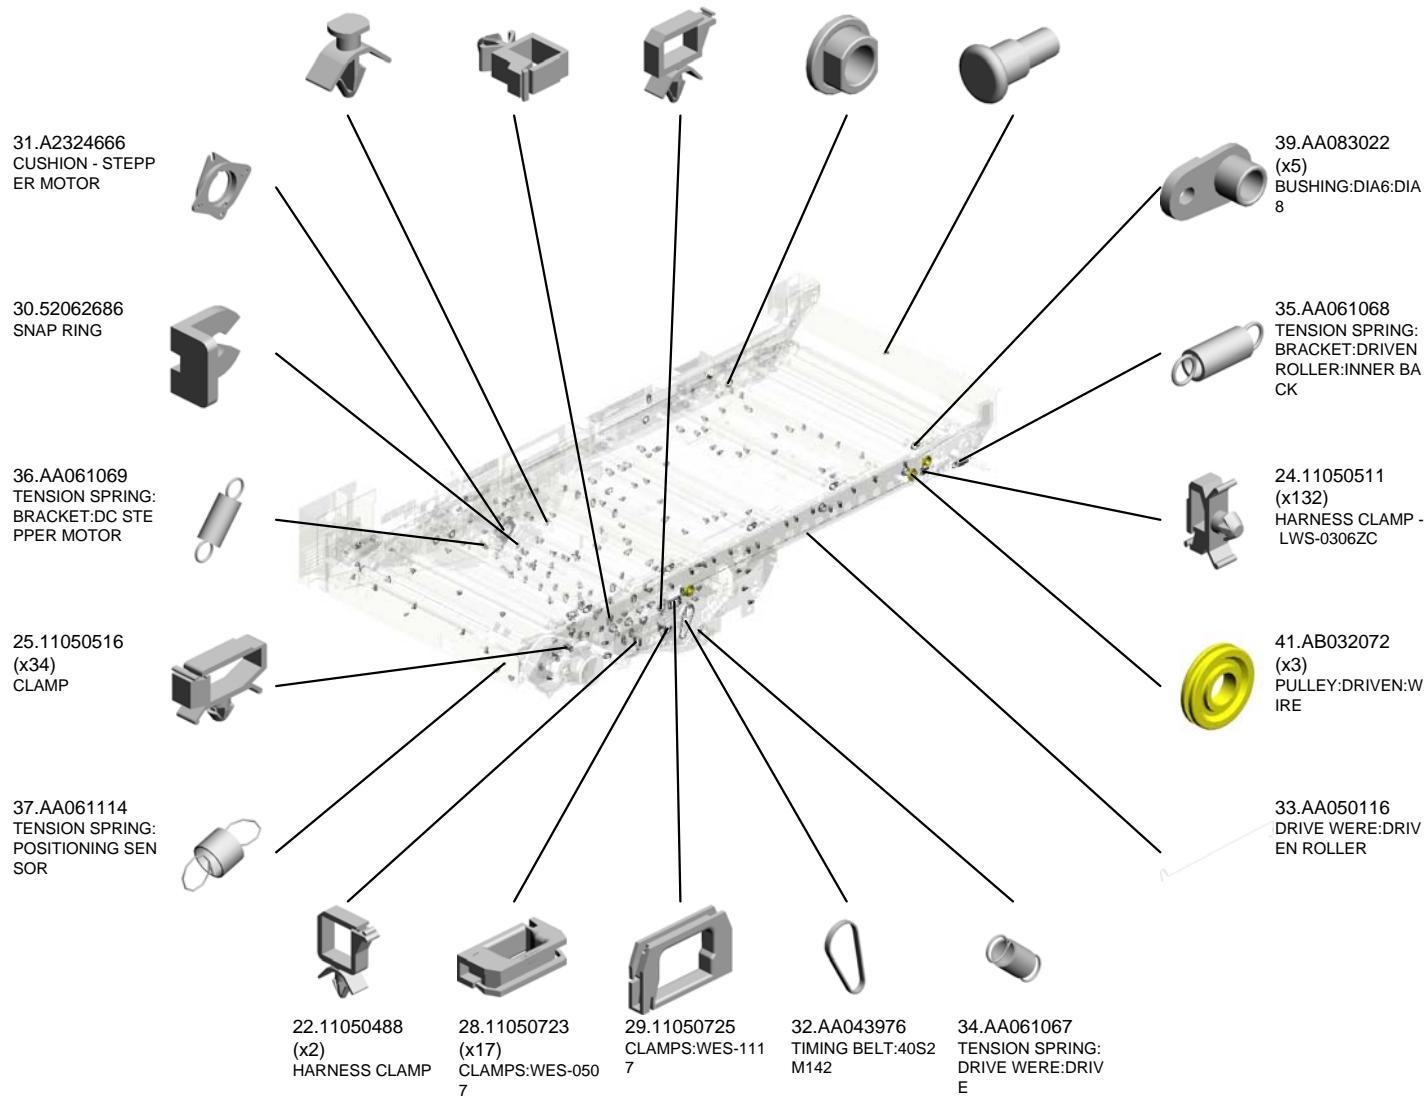 31.A2324666
CUSHION - STEPP
ER MOTOR
30.52062686
SNAP RING
36.AA061069
TENSION SPRING:
BRACKET:DC STE
PPER MOTOR
25.11050516
(x34)
CLAMP
37.AA061114
TENSION SPRING:
POSITIONING SEN
SOR
22.11050488
(x2)
HARNESS CLAMP
28.11050723
(x17)
CLAMPS:WES-050
7
29.11050725
CLAMPS:WES-111
7
32.AA043976
TIMING BELT:40S2
M142
34.AA061067
TENSION SPRING:
DRIVE WERE:DRIV
E
39.AA083022
(x5)
BUSHING:DIA6:DIA
8
35.AA061068
TENSION SPRING:
BRACKET:DRIVEN
ROLLER:INNER BA
CK
24.11050511
(x132)
HARNESS CLAMP -
LWS-0306ZC
41.AB032072
(x3)
PULLEY:DRIVEN:W
IRE
33.AA050116
DRIVE WERE:DRIV
EN ROLLER